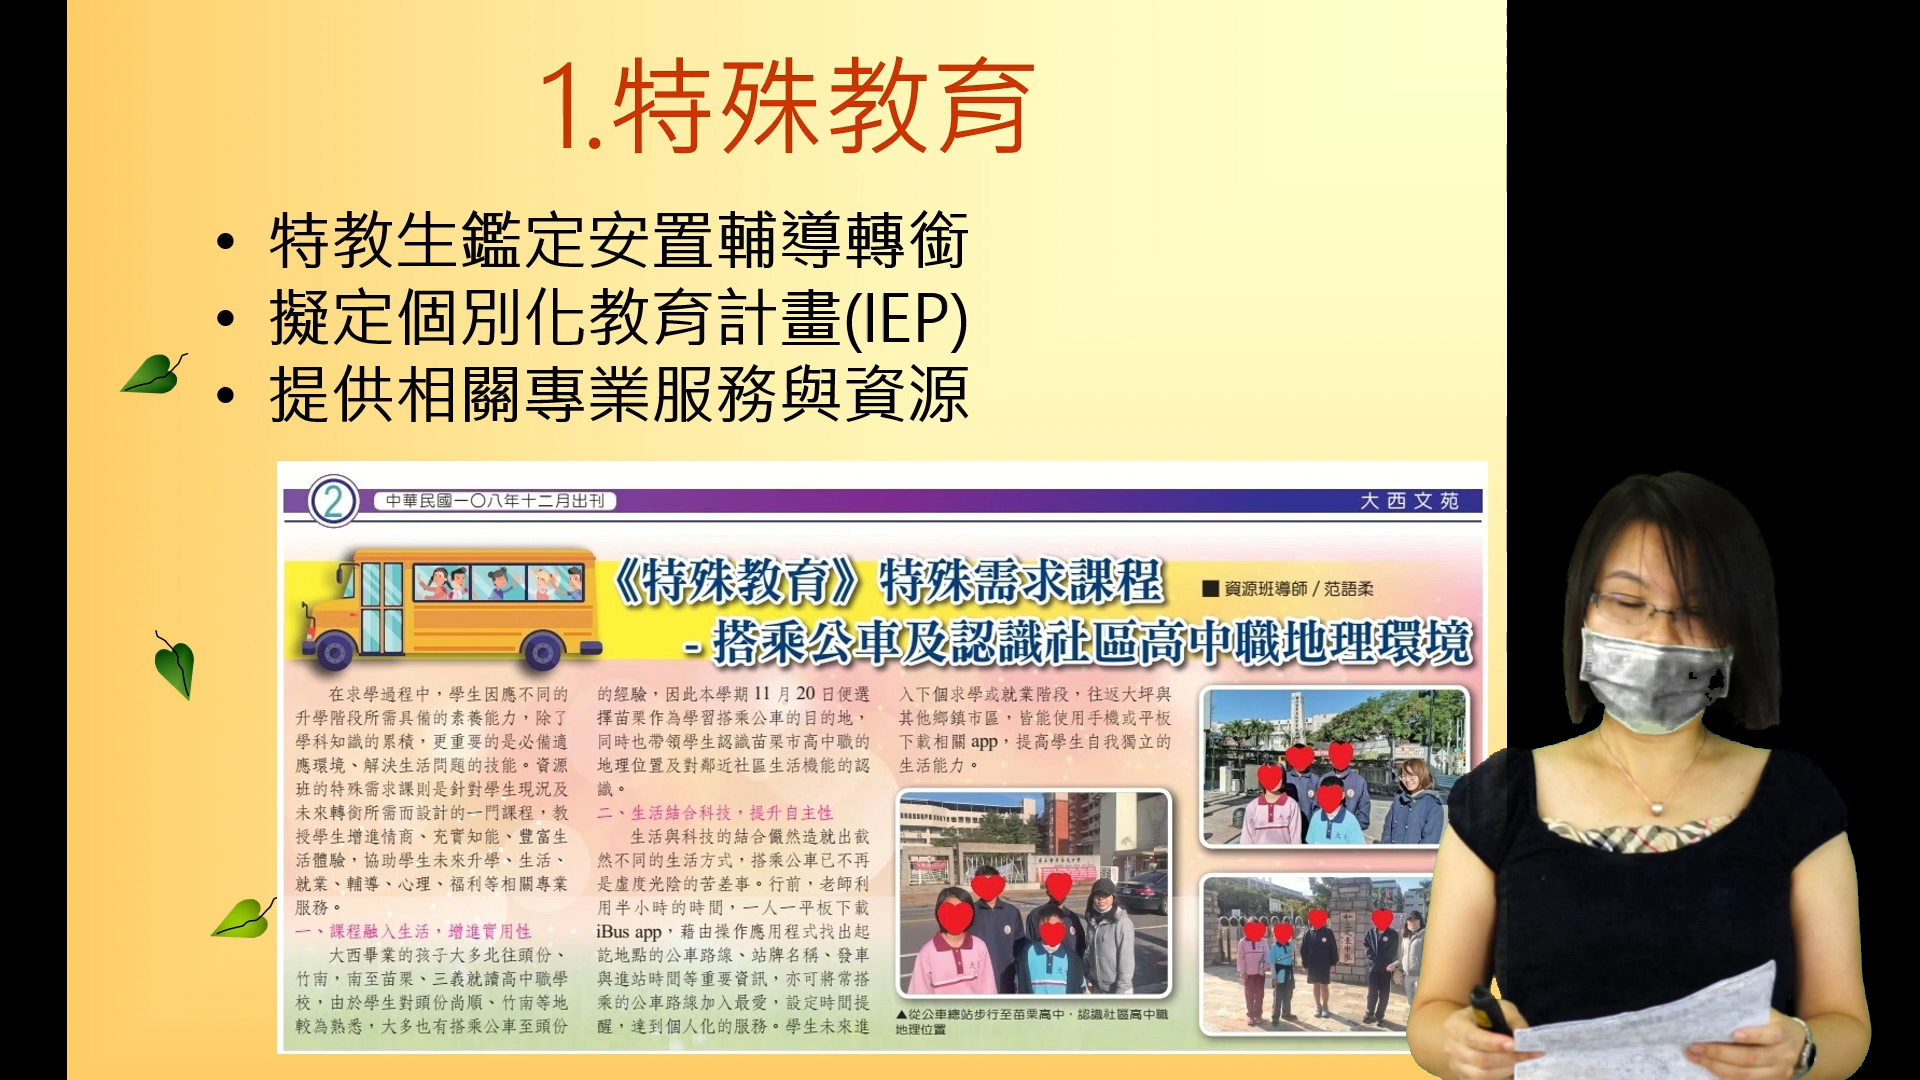 1.特殊教育
• 特教生鑑定安置輔導轉銜
• 擬定個別化教育計畫(IEP)
• 提供相關專業服務與資源
2 中華民國一〇八年十二月出刊 大西文苑
《特殊教育》特殊需求課程
■資源班導師/范語柔
-搭乘公車及認識社區高中職地理環境
在求學過程中，學生因應不同的
升學階段所需具備的素養能力，除了
學科知識的累積，更重要的是必備適
應環境、解決生活問題的技能。資源
班的特殊需求課則是針對學生現況及
未來轉銜所需而設計的一門課程，教
授學生增進情商、充實知能、豐富生
活體驗，協助學生未來升學、生活、
就業、輔導、心理、福利等相關專業
服務。
一、課程融入生活，增進實用性
大西畢業的孩子大多北往頭份、
竹南，南至苗栗、三義就讀高中職學
校，由於學生對頭份尚順、竹南等地
較為熟悉，大多也有搭乘公車至頭份
的經驗，因此本學期 11 月 20 日便選
擇苗栗作為學習搭乘公車的目的地，
同時也帶領學生認識苗栗市高中職的
地理位置及對鄰近社區生活機能的認
識。
二、生活結合科技，提升自主性
生活與科技的結合儼然造就出截
然不同的生活方式，搭乘公車已不再
是虛度光陰的苦差事。行前，老師利
用半小時的時間，一人一平板下載
iBus app，藉由操作應用程式找出起
訖地點的公車路線、站牌名稱、發車
與進站時間等重要資訊，亦可將常搭
乘的公車路線加入最愛，設定時間提
醒，達到個人化的服務。學生未來進
入下個求學或就業階段，往返大坪與
其他鄉鎮市區，皆能使用手機或平板
下載相關 app，提高學生自我獨立的
生活能力。
▲從公車總站步行至苗栗高中，認識社區高中職
地理位置